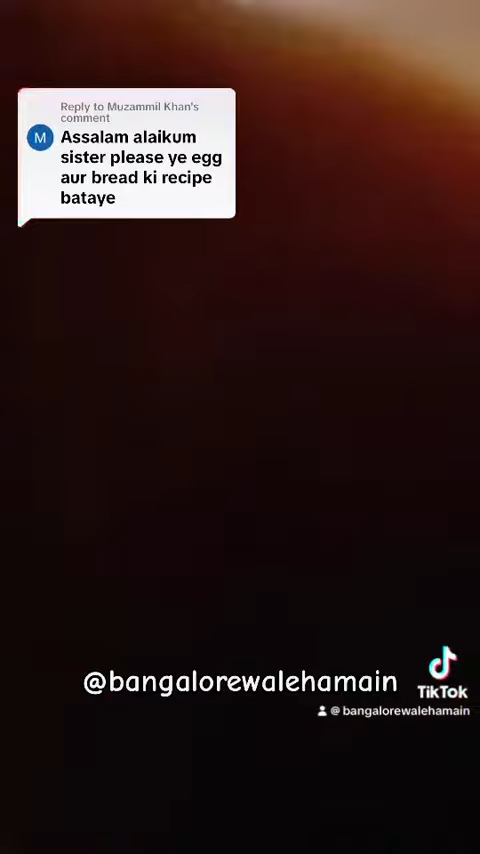 Reply to Muzammil Khan's
comment
M
Assalam alaikum
sister please ye egg
aur bread ki recipe
bataye
@bangalorewalehamain
TikTok
@bangalorewalehamain